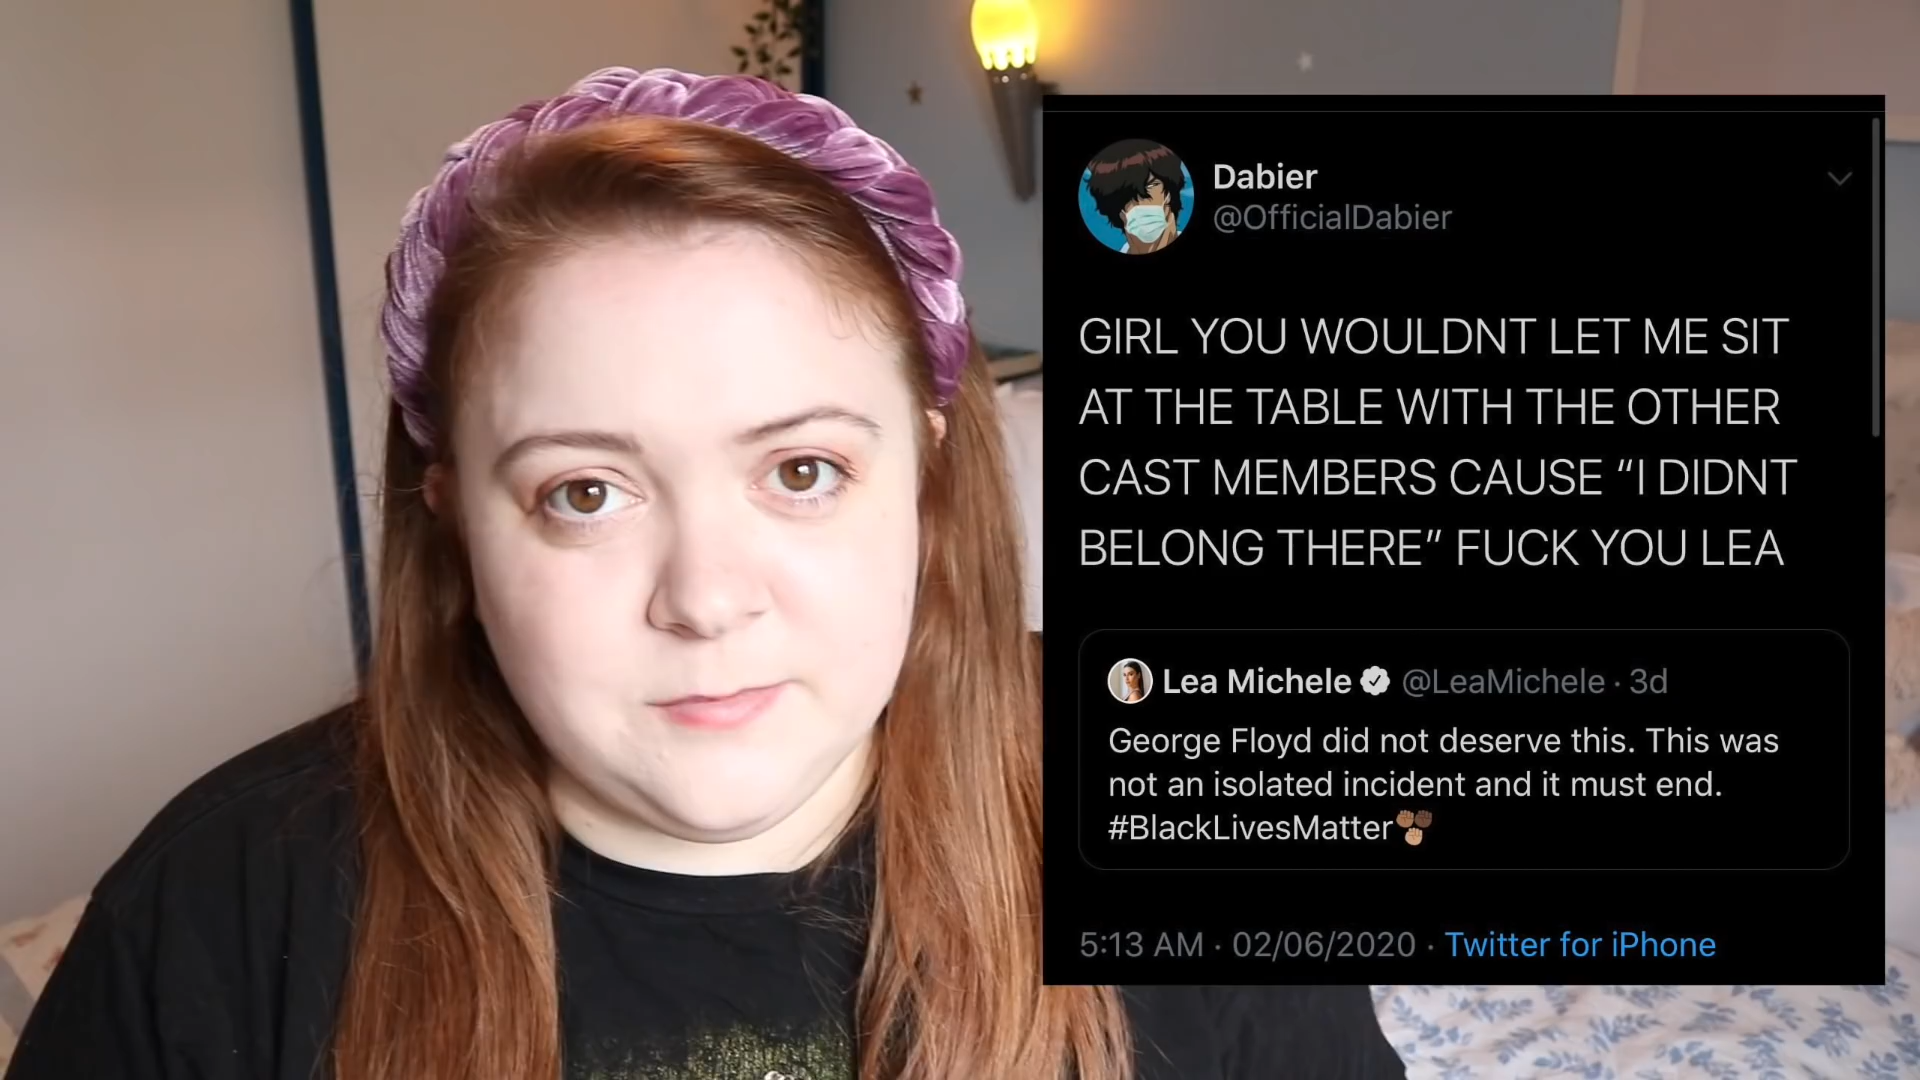 Dabier
@OfficialDabier
GIRL YOU WOULDNT LET ME SIT
AT THE TABLE WITH THE OTHER
CAST MEMBERS CAUSE “I DIDNT
BELONG THERE” FUCK YOU LEA
Lea Michele @LeaMichele · 3d
George Floyd did not deserve this. This was
not an isolated incident and it must end.
#BlackLivesMatter✊🏾✊🏿✊🏼
5:13 AM · 02/06/2020 · Twitter for iPhone